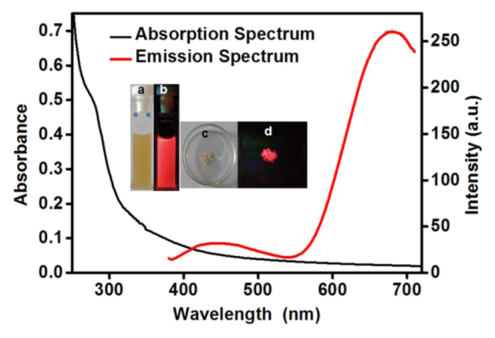 Absorption Spectrum
Emission Spectrum
0.7
0.6
0.5
0.4
0.3
0.2
0.1
0.0
Absorbance
a
b
c
d
250
200
150
100
50
0
Intensity (a.u.)
300
400
500
600
700
Wavelength (nm)